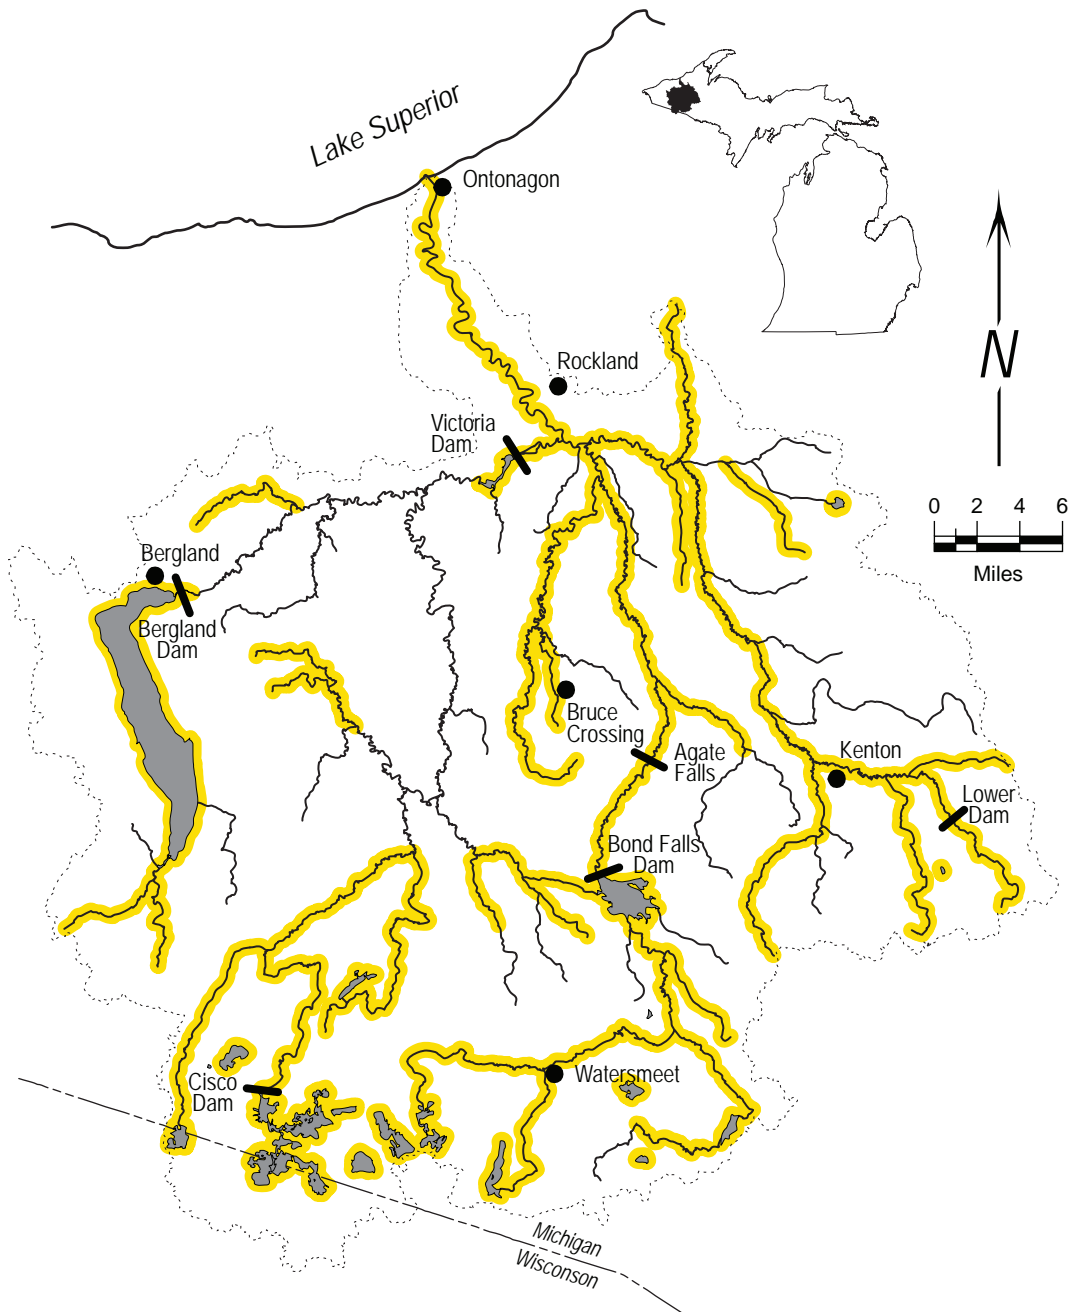 Lake Superior
Ontonagon
N
Rockland
Victoria
Dam
0 2 4 6
Miles
Bergland
Bergland
Dam
Bruce
Crossing
Agate
Falls
Kenton
Lower
Dam
Bond Falls
Dam
Cisco
Dam
Watersmeet
Michigan
Wisconson